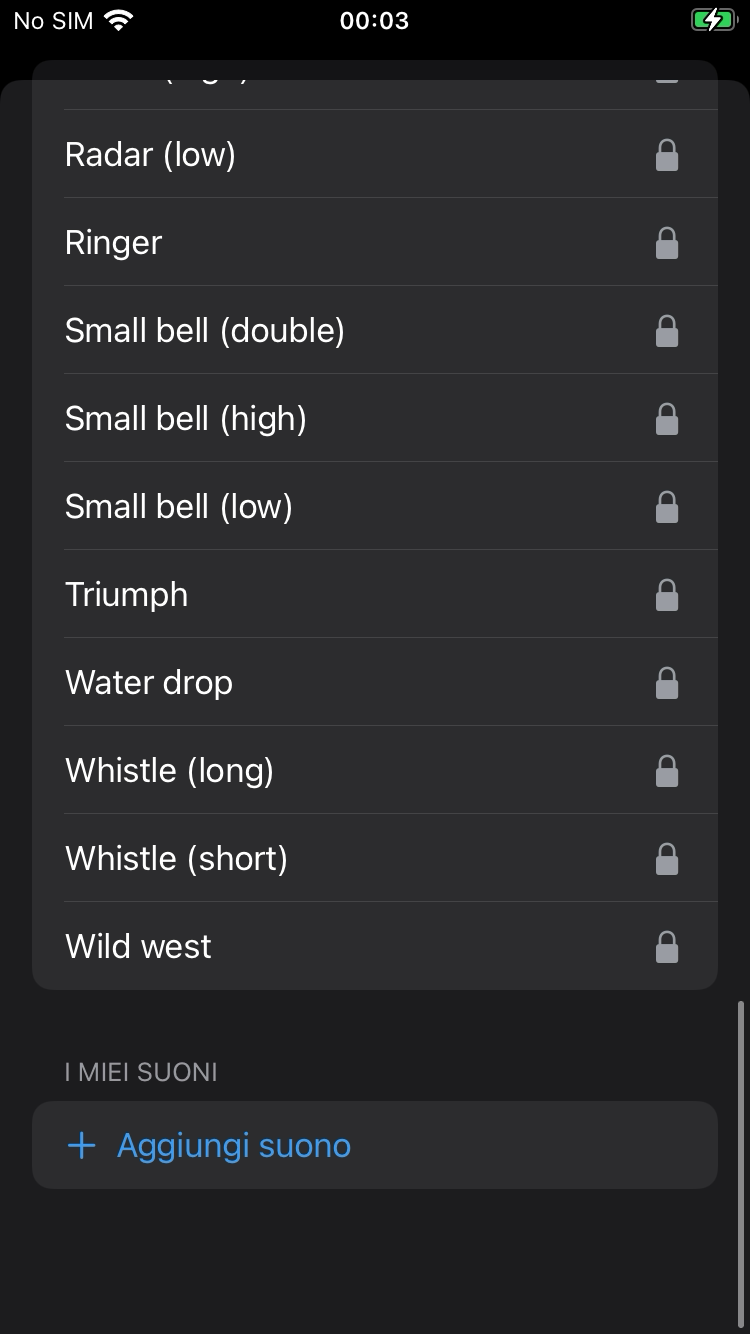 No SIM
00:03
Radar (low)
Ringer
Small bell (double)
Small bell (high)
Small bell (low)
Triumph
Water drop
Whistle (long)
Whistle (short)
Wild west
I MIEI SUONI
+ Aggiungi suono